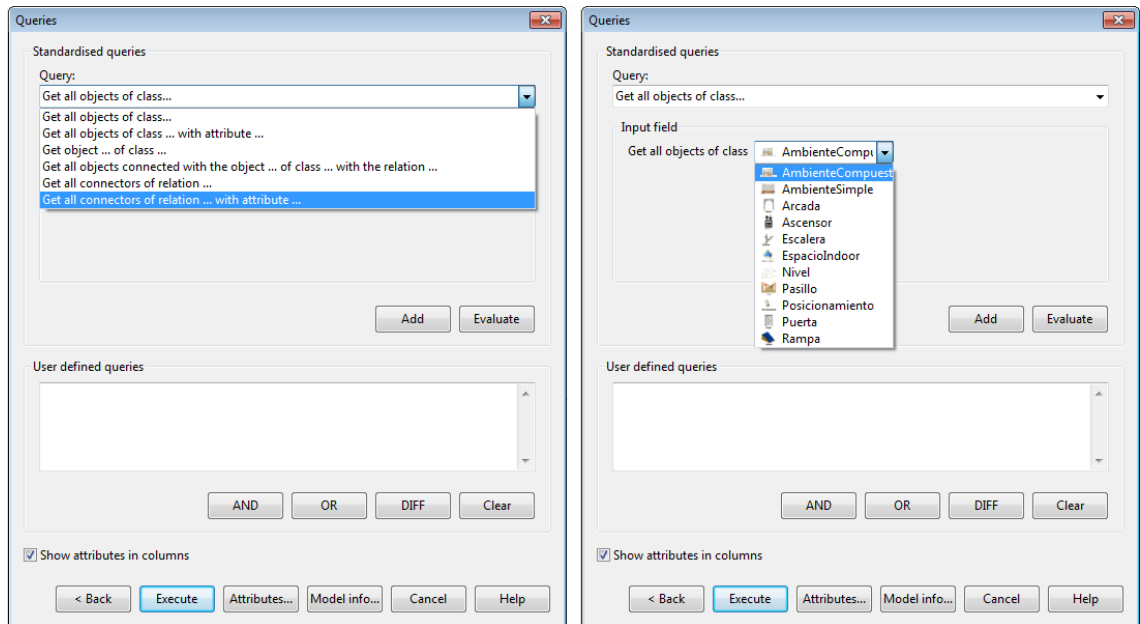 Queries
Standardised queries
Query:
Get all objects of class...
Get all objects of class...
Get all objects of class ... with attribute ...
Get object ... of class ...
Get all objects connected with the object ... of class ... with the relation ...
Get all connectors of relation ...
Get all connectors of relation ... with attribute ...
Add Evaluate
User defined queries
AND OR DIFF Clear
Show attributes in columns
< Back Execute Attributes... Model info... Cancel Help
Queries
Standardised queries
Query:
Get all objects of class...
Input field
Get all objects of class AmbienteCompu
AmbienteCompuest
AmbienteSimple
Arcada
Ascensor
Escalera
EspacioIndoor
Nivel
Pasillo
Posicionamiento
Puerta
Rampa
Add Evaluate
User defined queries
AND OR DIFF Clear
Show attributes in columns
< Back Execute Attributes... Model info... Cancel Help